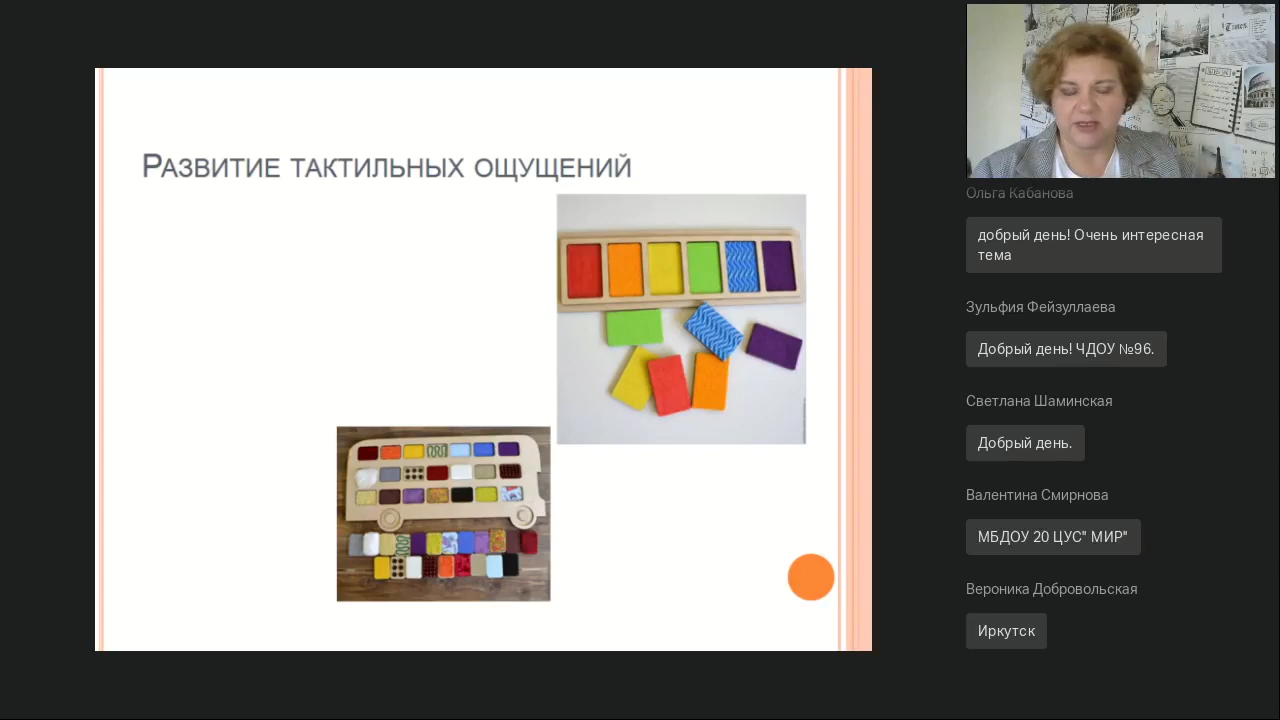 Развитие тактильных ощущений
Ольга Кабанова
добрый день! Очень интересная
тема
Зульфия Фейзуллаева
Добрый день! ЧДОУ №96.
Светлана Шаминская
Добрый день.
Валентина Смирнова
МБДОУ 20 ЦУС" МИР"
Вероника Добровольская
Иркутск
Times